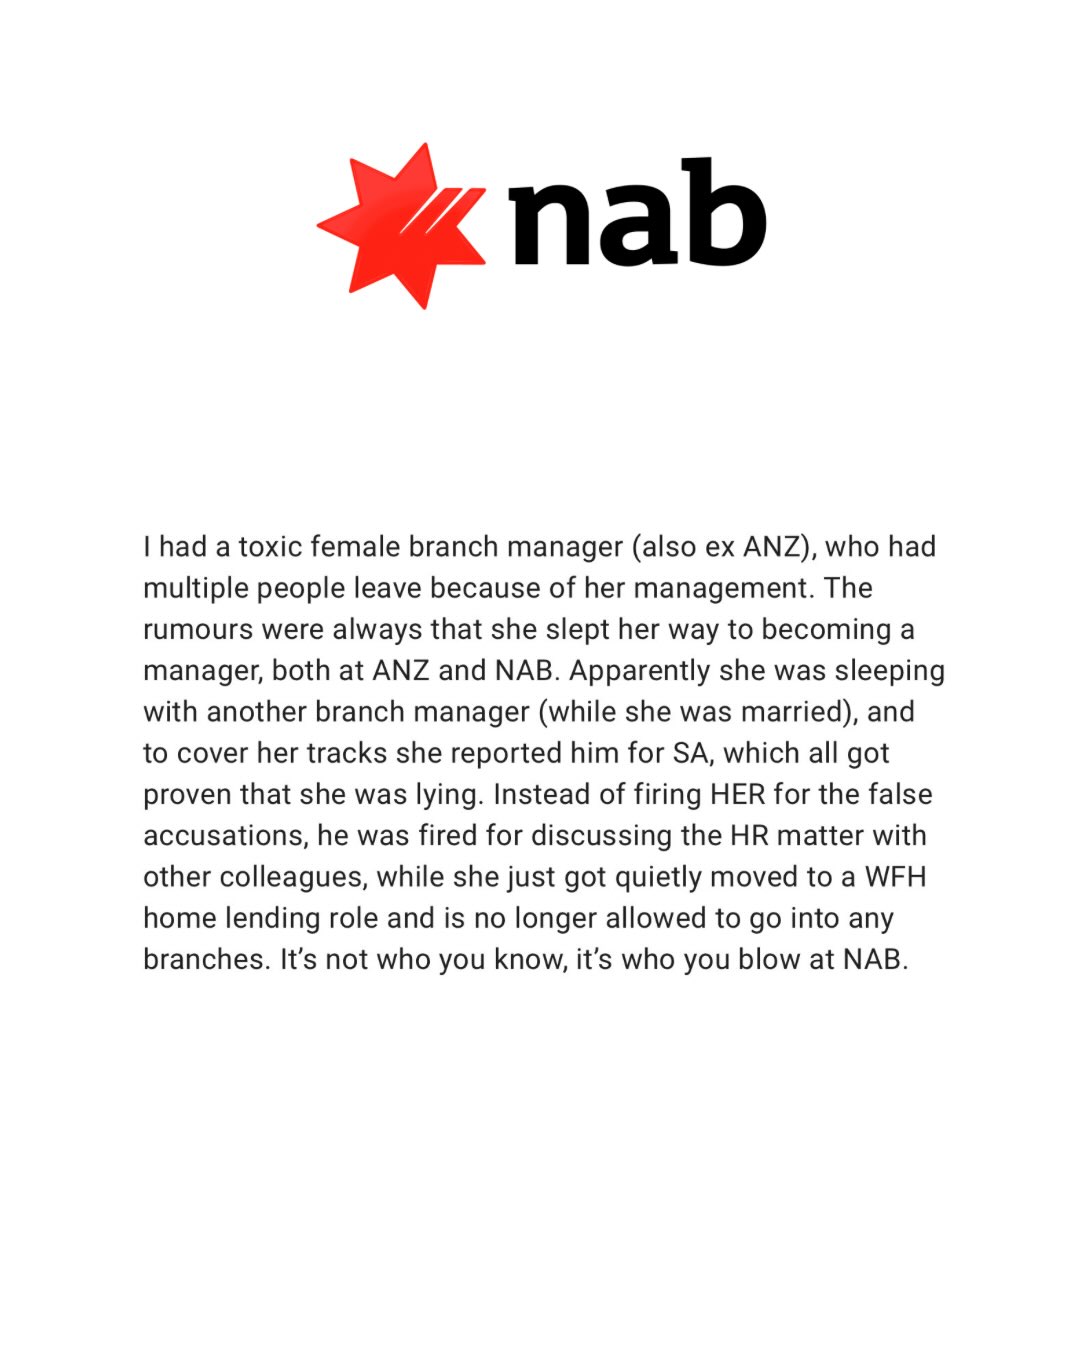 nab
I had a toxic female branch manager (also ex ANZ), who had
multiple people leave because of her management. The
rumours were always that she slept her way to becoming a
manager, both at ANZ and NAB. Apparently she was sleeping
with another branch manager (while she was married), and
to cover her tracks she reported him for SA, which all got
proven that she was lying. Instead of firing HER for the false
accusations, he was fired for discussing the HR matter with
other colleagues, while she just got quietly moved to a WFH
home lending role and is no longer allowed to go into any
branches. It’s not who you know, it’s who you blow at NAB.